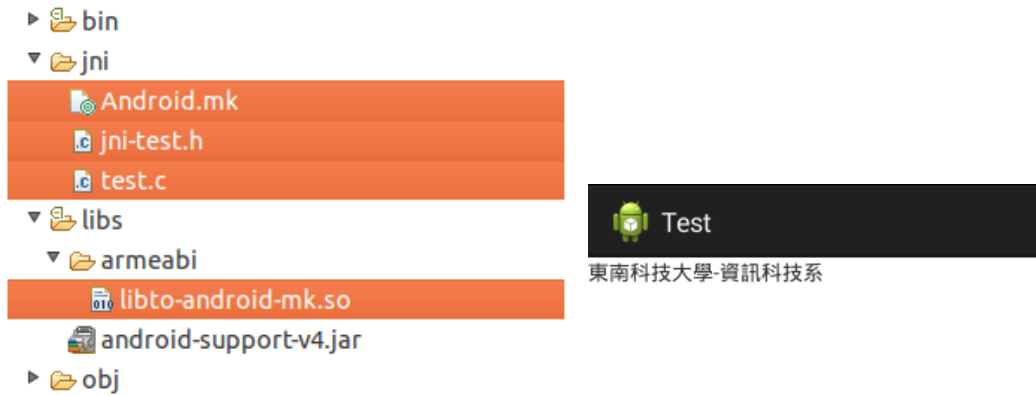 bin
jni
Android.mk
jni-test.h
test.c
libs
armeabi
libto-android-mk.so
android-support-v4.jar
obj
Test
東南科技大學-資訊科技系